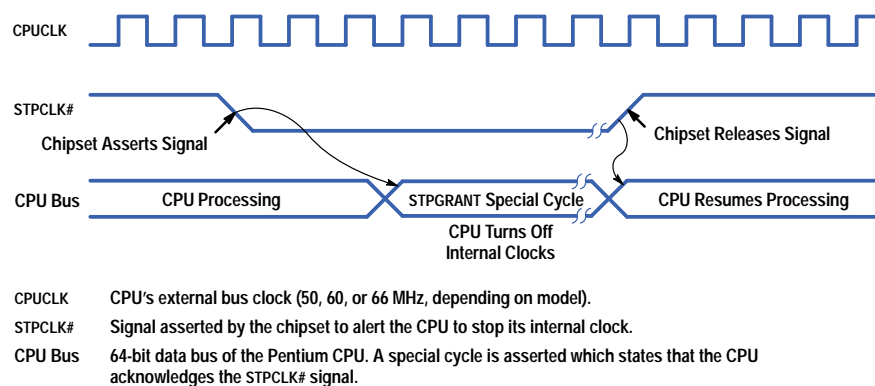 CPUCLK
STPCLK#
Chipset Asserts Signal
Chipset Releases Signal
CPU Bus
CPU Processing
STPGRANT Special Cycle
CPU Resumes Processing
CPU Turns Off
Internal Clocks
CPUCLK CPU's external bus clock (50, 60, or 66 MHz, depending on model).
STPCLK# Signal asserted by the chipset to alert the CPU to stop its internal clock.
CPU Bus 64-bit data bus of the Pentium CPU. A special cycle is asserted which states that the CPU
acknowledges the STPCLK# signal.